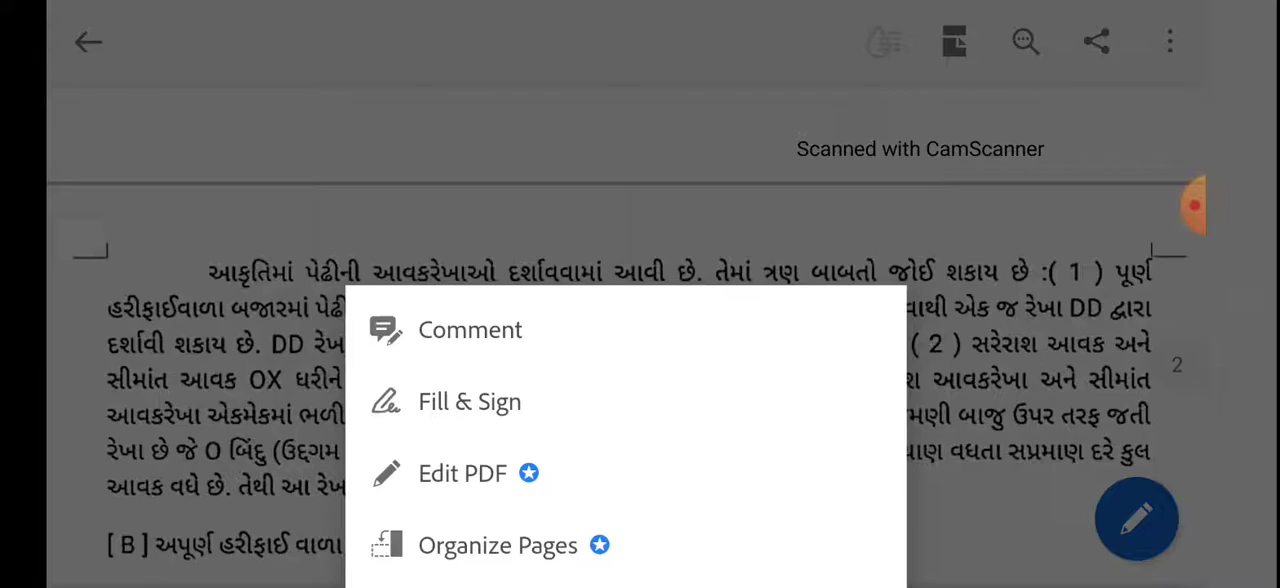 Scanned with CamScanner
આકૃતિમાં પેઢીની આવકરેખાઓ દર્શાવવામાં આવી છે. તેમાં ત્રણ બાબતો જોઈ શકાય છે :( 1 ) પૂર્ણ
હરીફાઈવાળા બજારમાં પેઢી વાથી એક જ રેખા DD દ્વારા
દર્શાવી શકાય છે. DD રેખ ( 2 ) સરેરાશ આવક અને
સીમાંત આવક OX ધરીને શ આવકરેખા અને સીમાંત
2
આવકરેખા એકમેકમાં ભળી મણી બાજુ ઉપર તરફ જતી
રેખા છે જે O બિંદુ (ઉદ્દગમ માણ વધતા સપ્રમાણ દરે કુલ
આવક વધે છે. તેથી આ રેખ
[ B ] અપૂર્ણ હરીફાઈ વાળા
Comment
Fill & Sign
Edit PDF
Organize Pages